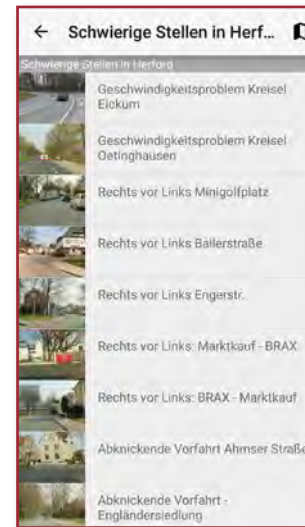 ← Schwierige Stellen in Herf...
Schwierige Stellen in Herford
Geschwindigkeitsproblem Kreisel
Eickum
Geschwindigkeitsproblem Kreisel
Oetinghausen
Rechts vor Links Minigolfplatz
Rechts vor Links Ballerstraße
Rechts vor Links Engerstr.
Rechts vor Links: Marktkauf - BRAX
Rechts vor Links: BRAX - Marktkauf
Abknickende Vorfahrt Ahmser Straße
Abknickende Vorfahrt -
Engländersiedlung